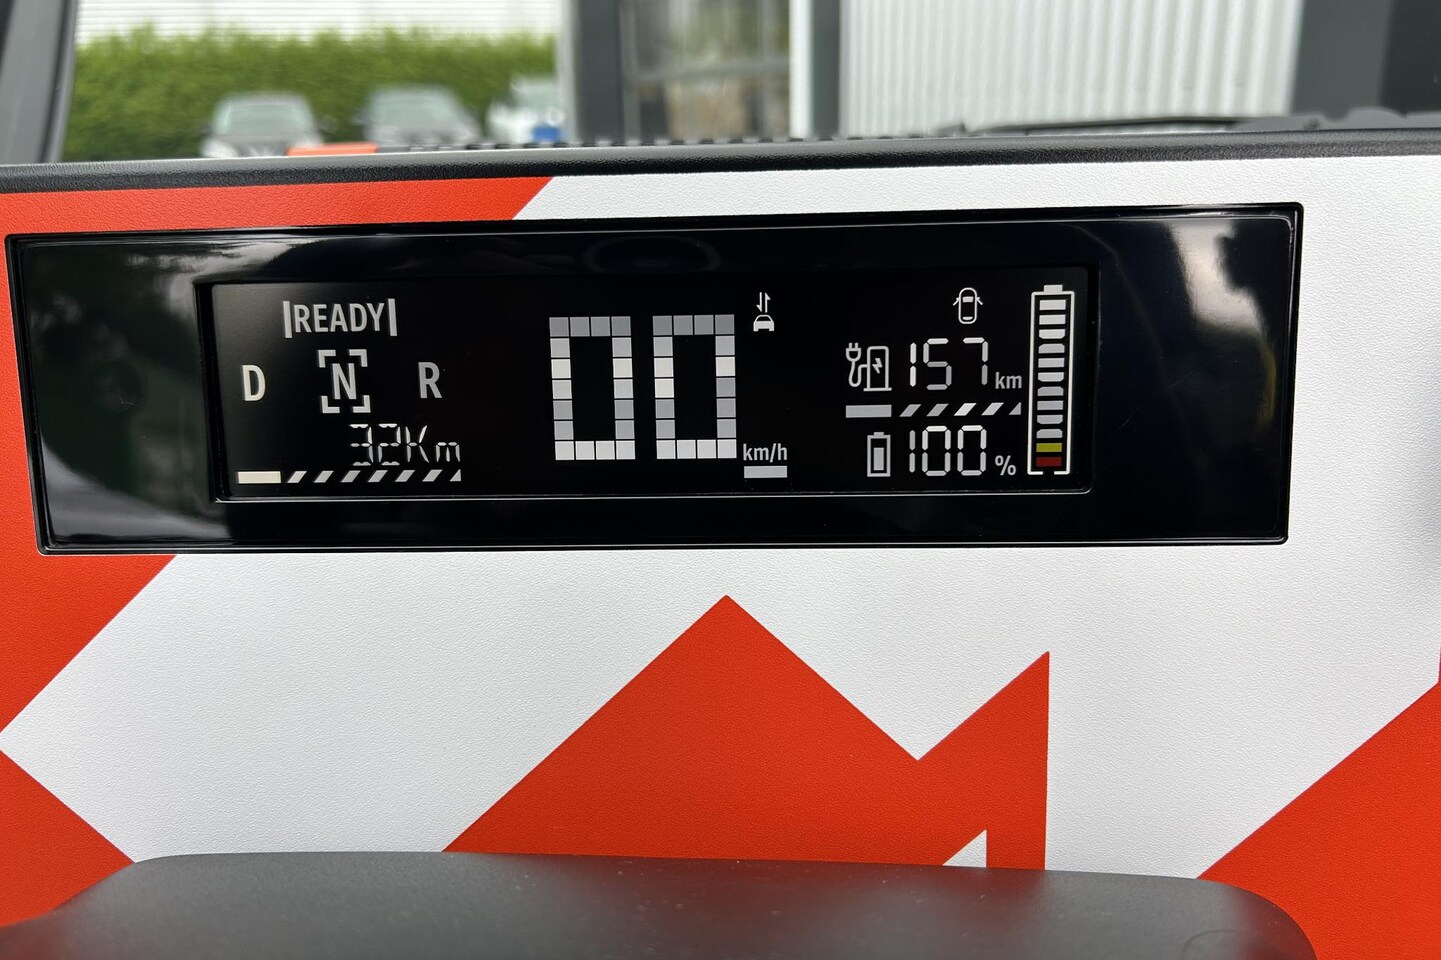 READY
D N R
32Km
00
km/h
157 km
100 %